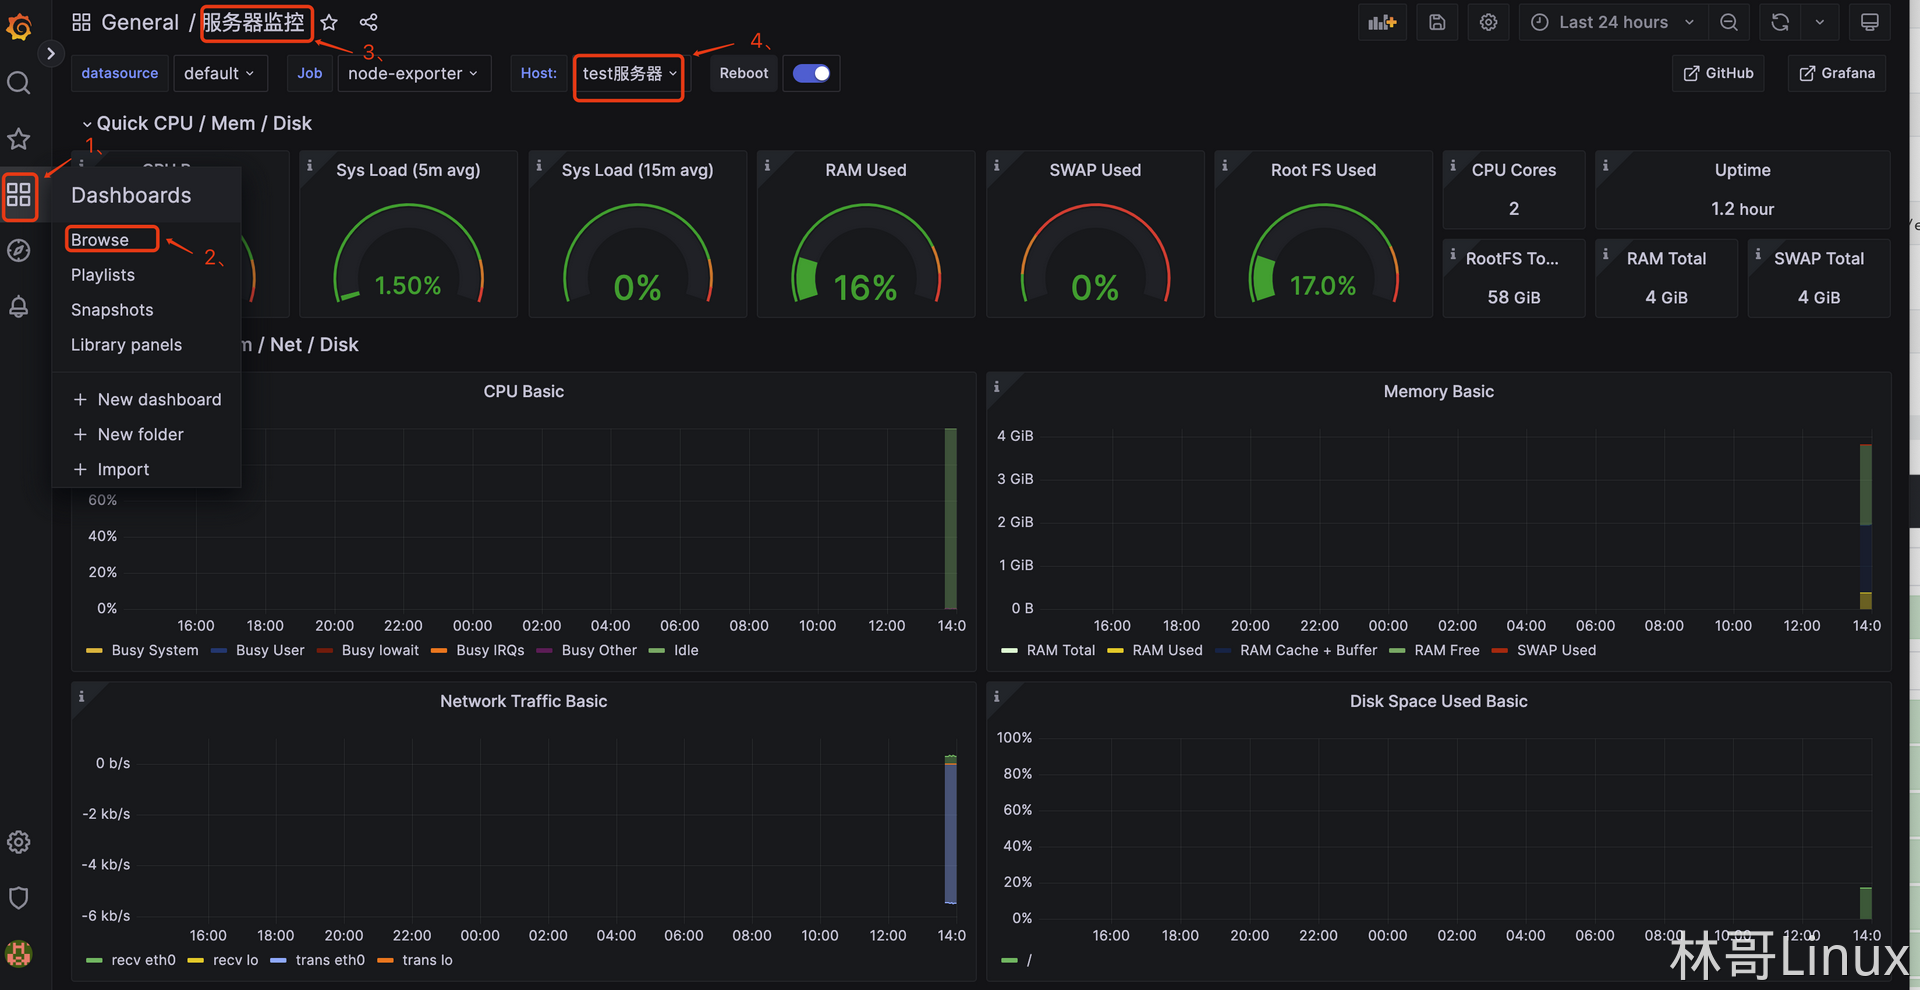 General / 服务器监控
3、
4、
Last 24 hours
datasource default Job node-exporter Host: test服务器 Reboot GitHub Grafana
Quick CPU / Mem / Disk
1、
Dashboards
Browse
2、
Playlists
Snapshots
Library panels
New dashboard
New folder
Import
Sys Load (5m avg)
1.50%
Sys Load (15m avg)
0%
RAM Used
16%
SWAP Used
0%
Root FS Used
17.0%
CPU Cores
2
Uptime
1.2 hour
RootFS To...
58 GiB
RAM Total
4 GiB
SWAP Total
4 GiB
/ Net / Disk
CPU Basic
60%
40%
20%
0%
16:00 18:00 20:00 22:00 00:00 02:00 04:00 06:00 08:00 10:00 12:00 14:0
Busy System Busy User Busy Iowait Busy IRQs Busy Other Idle
Memory Basic
4 GiB
3 GiB
2 GiB
1 GiB
0 B
16:00 18:00 20:00 22:00 00:00 02:00 04:00 06:00 08:00 10:00 12:00 14:0
RAM Total RAM Used RAM Cache + Buffer RAM Free SWAP Used
Network Traffic Basic
0 b/s
-2 kb/s
-4 kb/s
-6 kb/s
16:00 18:00 20:00 22:00 00:00 02:00 04:00 06:00 08:00 10:00 12:00 14:0
recv eth0 recv lo trans eth0 trans lo
Disk Space Used Basic
100%
80%
60%
40%
20%
0%
16:00 18:00 20:00 22:00 00:00 02:00 04:00 06:00 08:00 10:00 12:00 14:0
/
林哥Linux